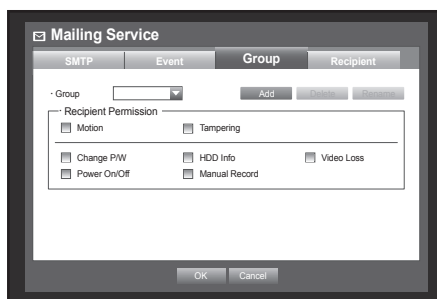 Mailing Service
SMTP Event Group Recipient
· Group Add Delete Rename
· Recipient Permission
Motion Tampering
Change P/W HDD Info Video Loss
Power On/Off Manual Record
OK Cancel